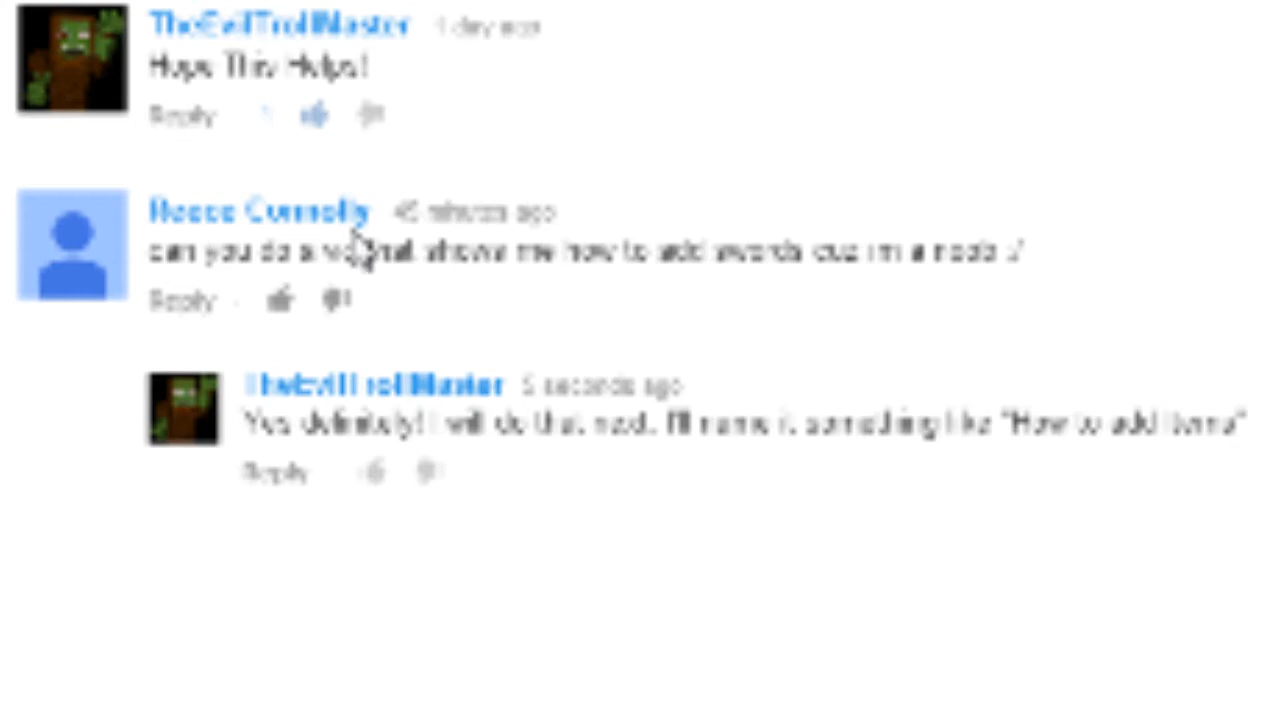 TheEvilTrollMaster 1 day ago
Hope This Helps!
Reply 1
Reece Connolly 45 minutes ago
can you do a that shows me how to add swords cuz im a noob :/
Reply
TheEvilTrollMaster seconds ago
Yes definitely! I will do that next. I'll name it something like "How to add Items"
Reply